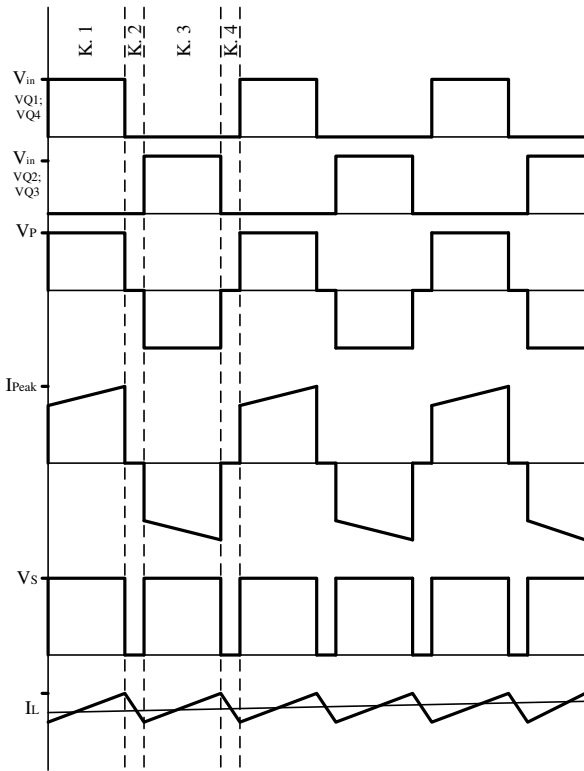 K. 1
K. 2
K. 3
K. 4
Vin
VQ1;
VQ4
Vin
VQ2;
VQ3
VP
IPeak
VS
IL